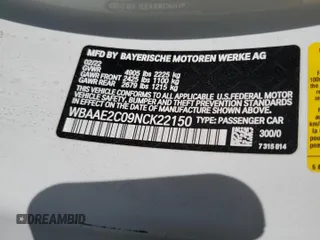 MFD BY BAYERISCHE MOTOREN WERKE AG
02/22
GVWR 4905 lbs 2225 kg
GAWR FRONT 2425 lbs 1100 kg
GAWR REAR 2679 lbs 1215 kg
THIS VEHICLE CONFORMS TO ALL APPLICABLE U.S. FEDERAL MOTOR
VEHICLE SAFETY, BUMPER, AND THEFT PREVENTION STANDARDS IN
EFFECT ON THE DATE OF MANUFACTURE SHOWN ABOVE.
WBAAE2C09NCK22150 TYPE: PASSENGER CAR
300/0
7 315 014
DREAMBID